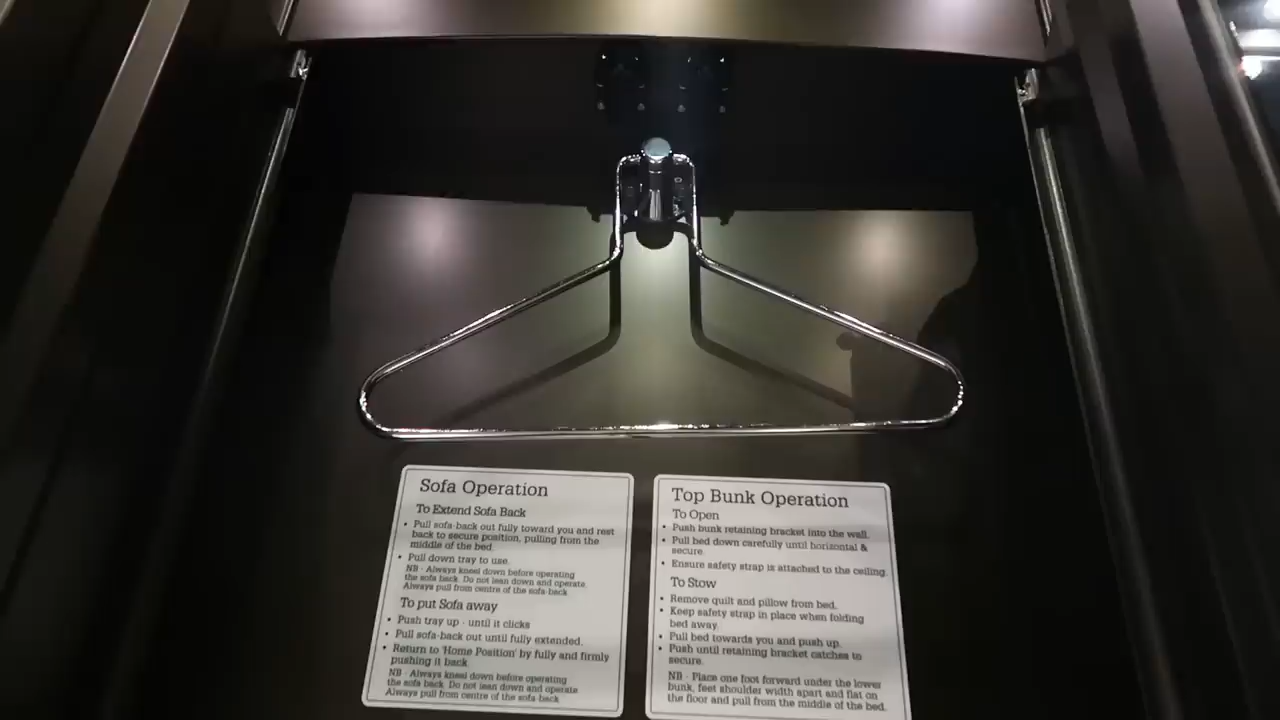 Sofa Operation
To Extend Sofa Back
• Pull sofa-back out fully toward you and rest
back to secure position, pulling from the
middle of the bed.
• Pull down tray to use.
NB - Always kneel down before operating
the sofa back. Do not lean down and operate.
Always pull from centre of the sofa-back
To put Sofa away
• Push tray up - until it clicks
• Pull sofa-back out until fully extended.
• Return to 'Home Position' by fully and firmly
pushing it back.
NB - Always kneel down before operating
the sofa back. Do not lean down and operate
Always pull from centre of the sofa-back
Top Bunk Operation
To Open
• Push bunk retaining bracket into the wall.
• Pull bed down carefully until horizontal &
secure.
• Ensure safety strap is attached to the ceiling.
To Stow
• Remove quilt and pillow from bed.
• Keep safety strap in place when folding
bed away.
• Pull bed towards you and push up.
• Push until retaining bracket catches to
secure.
NB - Place one foot forward under the lower
bunk, feet shoulder width apart and flat on
the floor and pull from the middle of the bed.